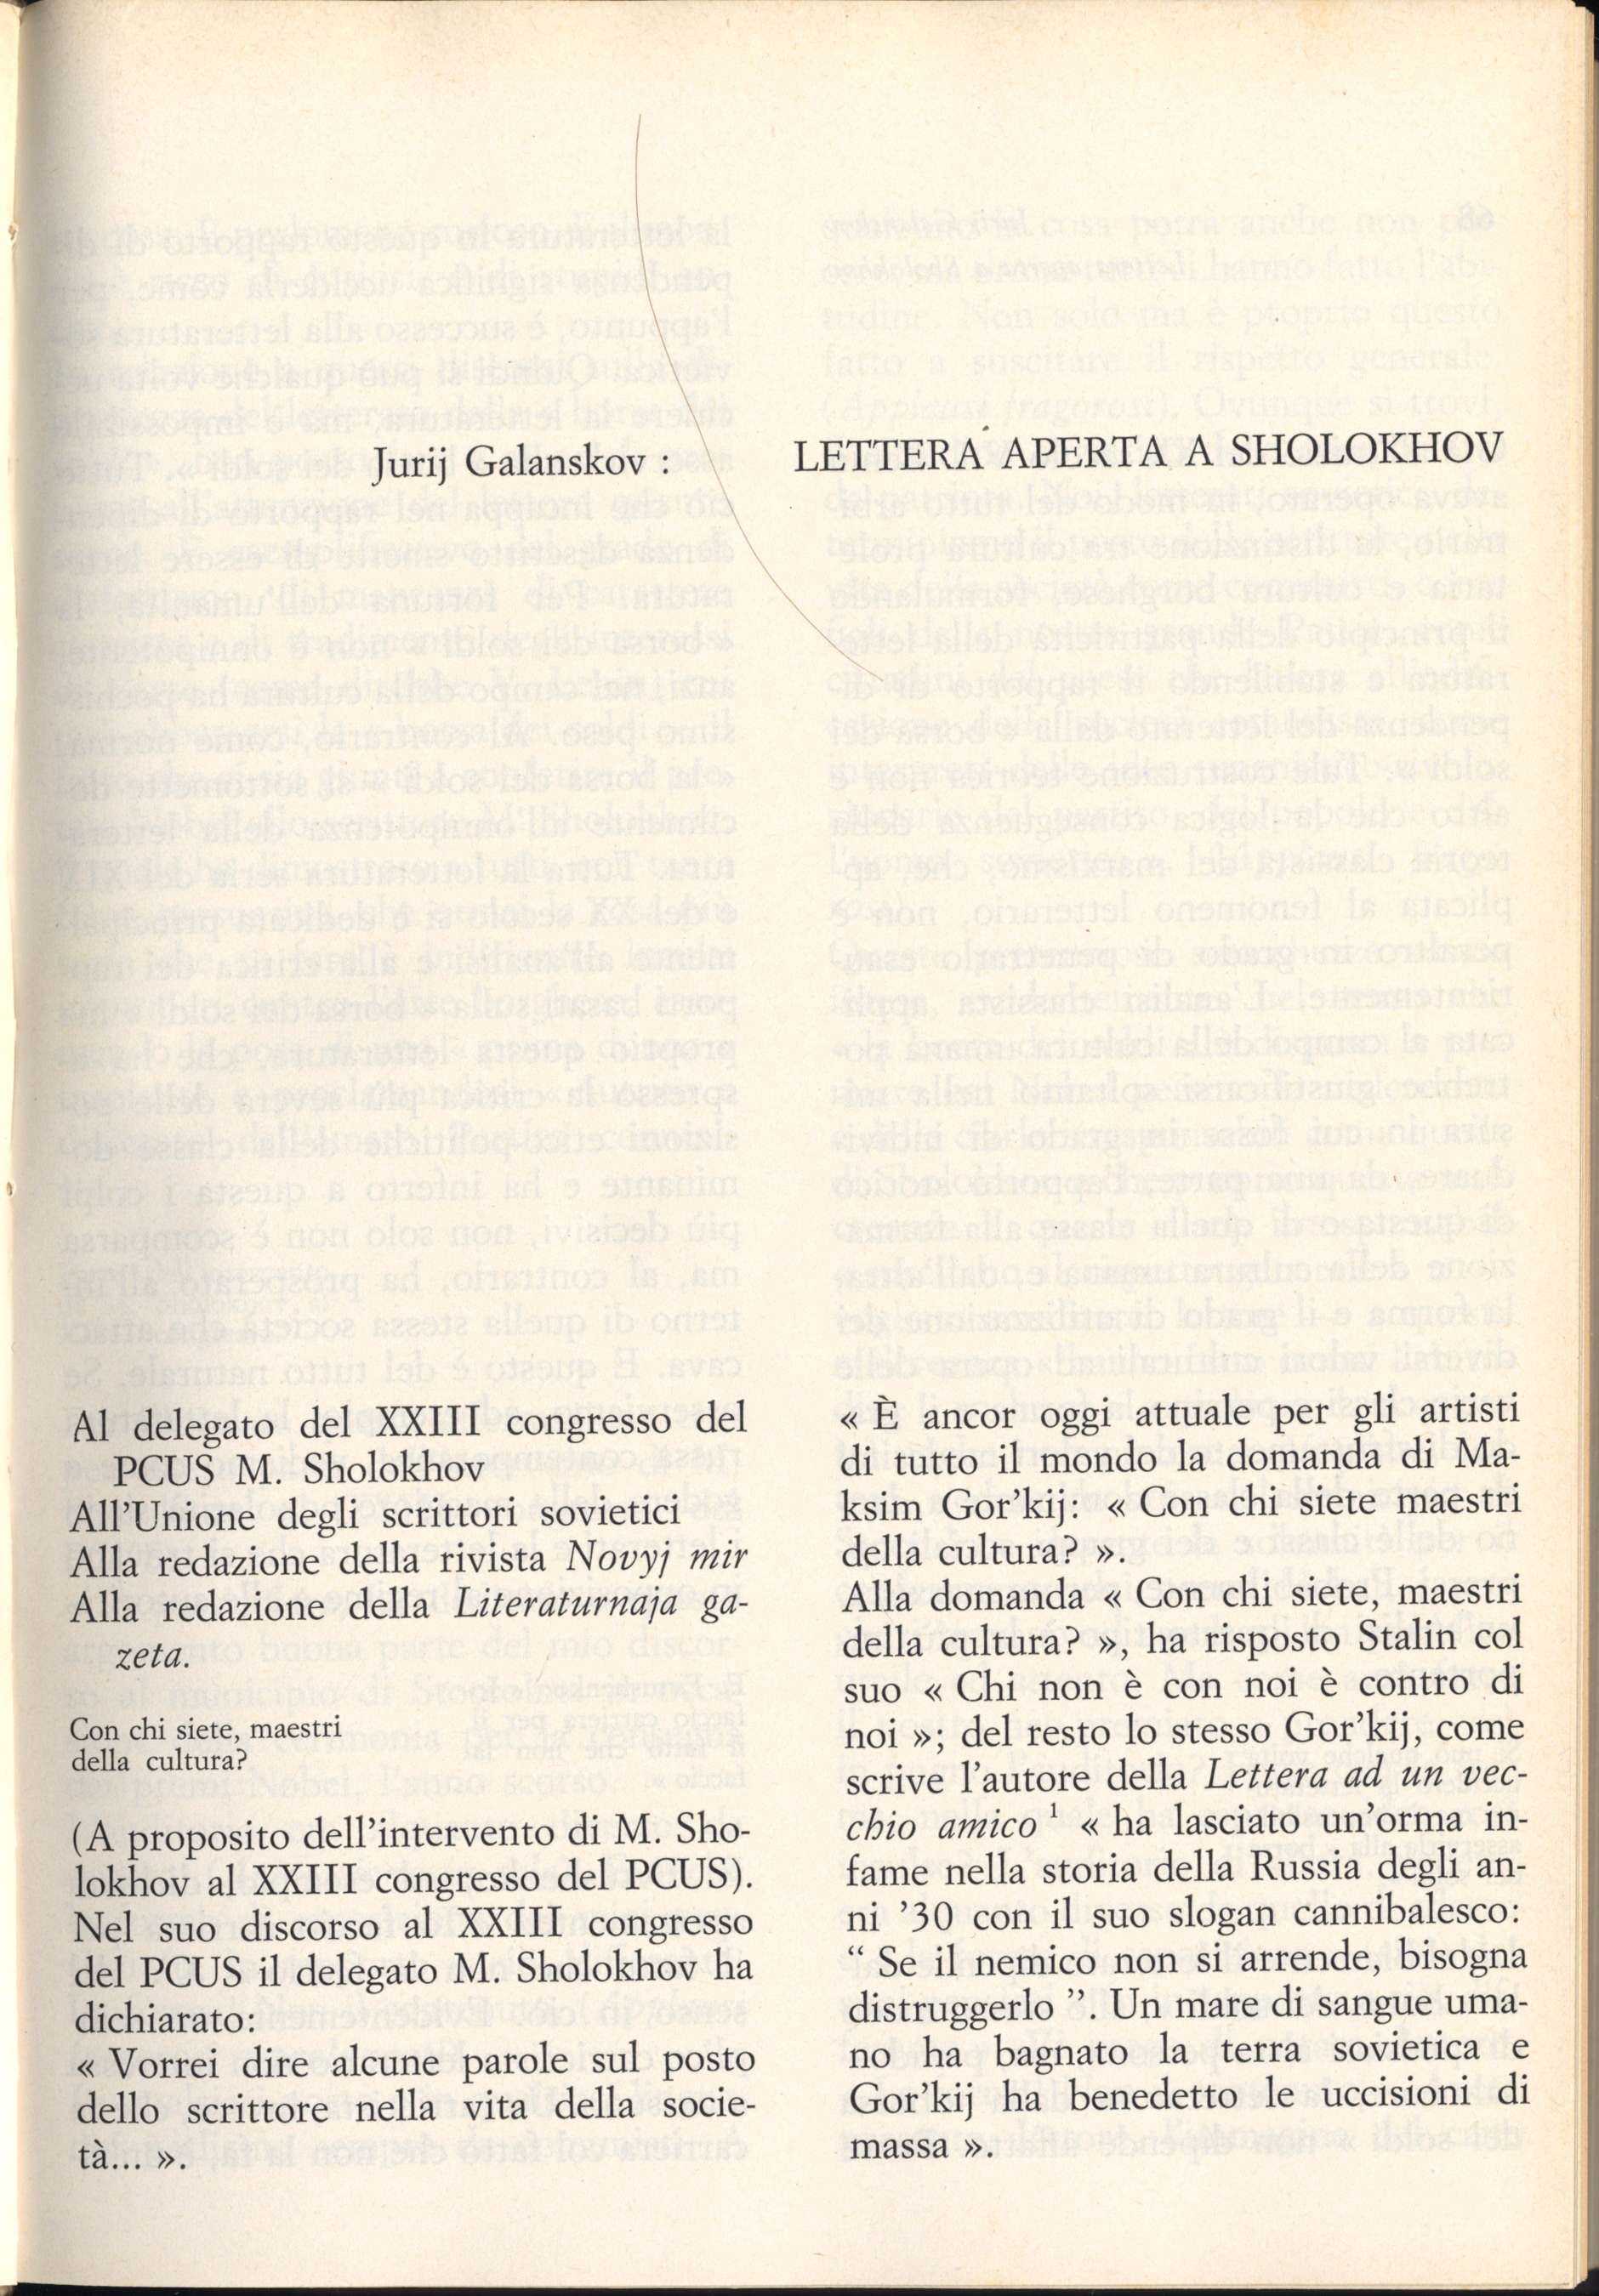 Jurij Galanskov :
LETTERA APERTA A SHOLOKHOV
Al delegato del XXIII congresso del
PCUS M. Sholokhov
All'Unione degli scrittori sovietici
Alla redazione della rivista Novyj mir
Alla redazione della Literaturnaja ga-
zeta.
Con chi siete, maestri
della cultura?
(A proposito dell'intervento di M. Sho-
lokhov al XXIII congresso del PCUS).
Nel suo discorso al XXIII congresso
del PCUS il delegato M. Sholokhov ha
dichiarato:
« Vorrei dire alcune parole sul posto
dello scrittore nella vita della socie-
tà... ».
« È ancor oggi attuale per gli artisti
di tutto il mondo la domanda di Ma-
ksim Gor'kij: « Con chi siete maestri
della cultura? ».
Alla domanda « Con chi siete, maestri
della cultura? », ha risposto Stalin col
suo « Chi non è con noi è contro di
noi »; del resto lo stesso Gor'kij, come
scrive l'autore della Lettera ad un vec-
chio amico ¹ « ha lasciato un'orma in-
fame nella storia della Russia degli an-
ni '30 con il suo slogan cannibalesco:
“ Se il nemico non si arrende, bisogna
distruggerlo ”. Un mare di sangue uma-
no ha bagnato la terra sovietica e
Gor'kij ha benedetto le uccisioni di
massa ».